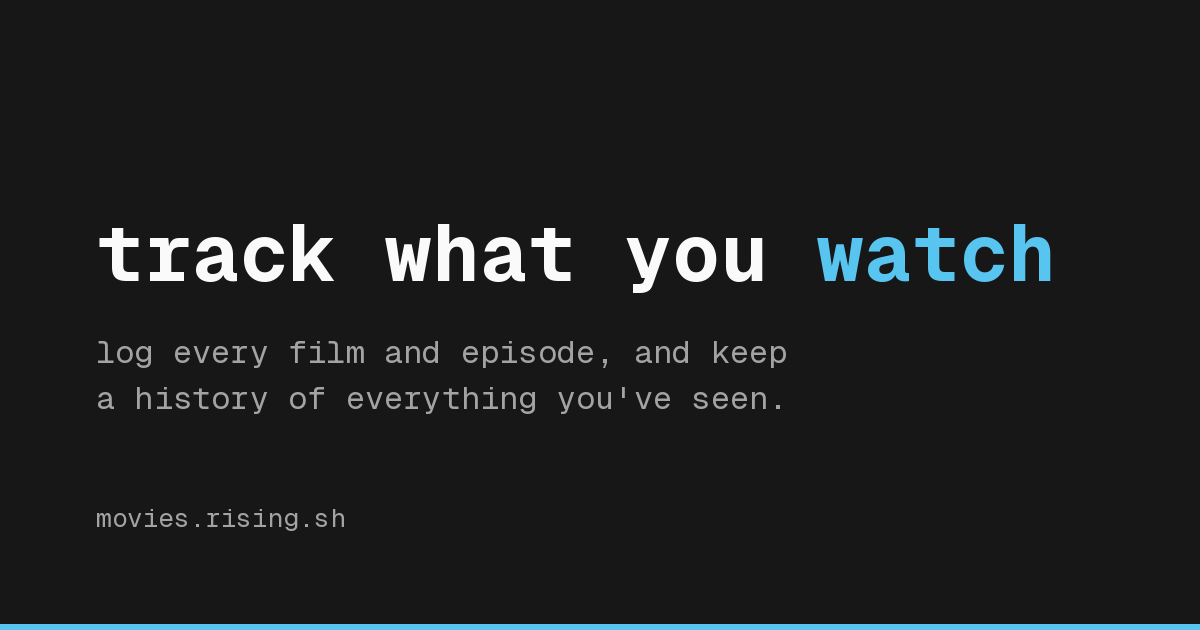 track what you watch
log every film and episode, and keep
a history of everything you've seen.
movies.rising.sh